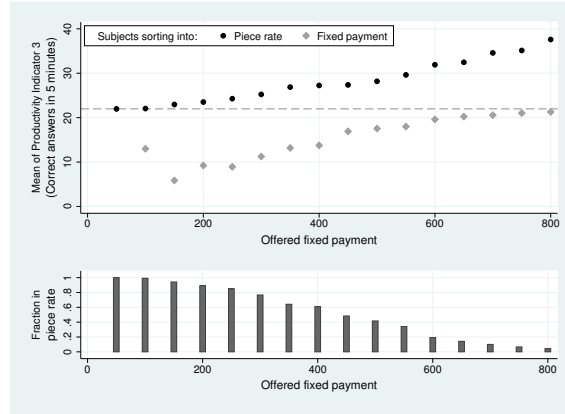 Mean of Productivity Indicator 3
(Correct answers in 5 minutes)
40
30
20
10
0
Subjects sorting into: Piece rate Fixed payment
0 200 400 600 800
Offered fixed payment
Fraction in
piece rate
1
.8
.6
.4
.2
0
0 200 400 600 800
Offered fixed payment